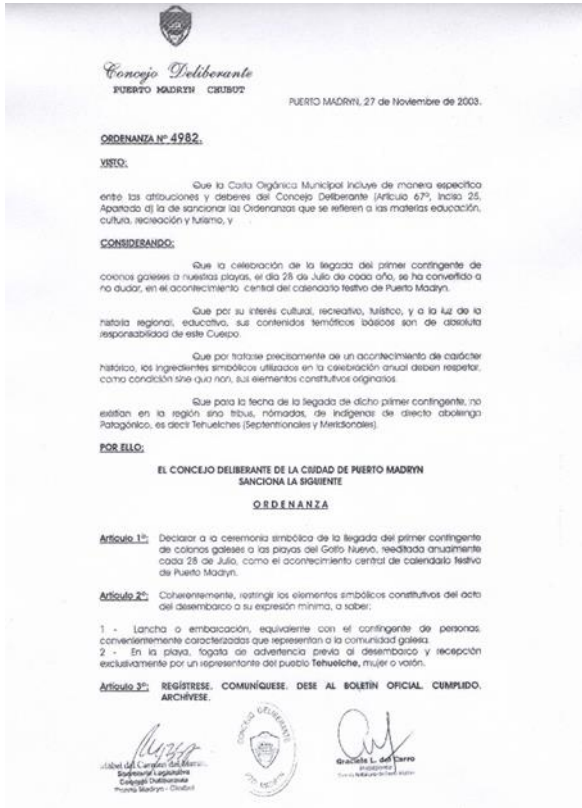 Concejo Deliberante
PUERTO MADRYN CHUBUT
PUERTO MADRYN, 27 de Noviembre de 2003.
ORDENANZA Nº 4982.
VISTO:
Que la Carta Orgánica Municipal incluye de manera específica
entre las atribuciones y deberes del Concejo Deliberante (Artículo 67º, Inciso 25,
Apartado d) la de sancionar las Ordenanzas que se refieren a las materias educación,
cultura, recreación y turismo, y
CONSIDERANDO:
Que la celebración de la llegada del primer contingente de
colonos galeses a nuestras playas, el día 28 de Julio de cada año, se ha convertido a
no dudar, en el acontecimiento central del calendario festivo de Puerto Madryn.
Que por su interés cultural, recreativo, turístico, y a la luz de la
historia regional, educativa, sus contenidos temáticos básicos son de absoluta
responsabilidad de este Cuerpo.
Que por tratarse precisamente de un acontecimiento de carácter
histórico, los ingredientes simbólicos utilizados en la celebración anual deben respetar,
como condición sine qua non, sus elementos constitutivos originarios.
Que para la fecha de la llegada de dicho primer contingente, no
existían en la región sino tribus, nómadas, de indígenas de directo abolengo
Patagónico, es decir Tehuelches (Septentrionales y Meridionales).
POR ELLO:
EL CONCEJO DELIBERANTE DE LA CIUDAD DE PUERTO MADRYN
SANCIONA LA SIGUIENTE
ORDENANZA
Artículo 1º: Declarar a la ceremonia simbólica de la llegada del primer contingente
de colonos galeses a las playas del Golfo Nuevo, reeditada anualmente
cada 28 de Julio, como el acontecimiento central de calendario festivo
de Puerto Madryn.
Artículo 2º: Coherentemente, restringir los elementos simbólicos constitutivos del acto
del desembarco a su expresión mínima, a saber:
1 - Lancha o embarcación, equivalente con el contingente de personas,
convenientemente caracterizadas que representan a la comunidad galesa.
2 - En la playa, fogata de advertencia previa al desembarco y recepción
exclusivamente por un representante del pueblo Tehuelche, mujer o varón.
Artículo 3º: REGÍSTRESE. COMUNÍQUESE. DESE AL BOLETÍN OFICIAL. CUMPLIDO.
ARCHÍVESE.
CONCEJO DELIBERANTE
PTO. MADRYN
Secretaria Legislativa
Concejo Deliberante
Puerto Madryn - Chubut
Graciela L. del Carro